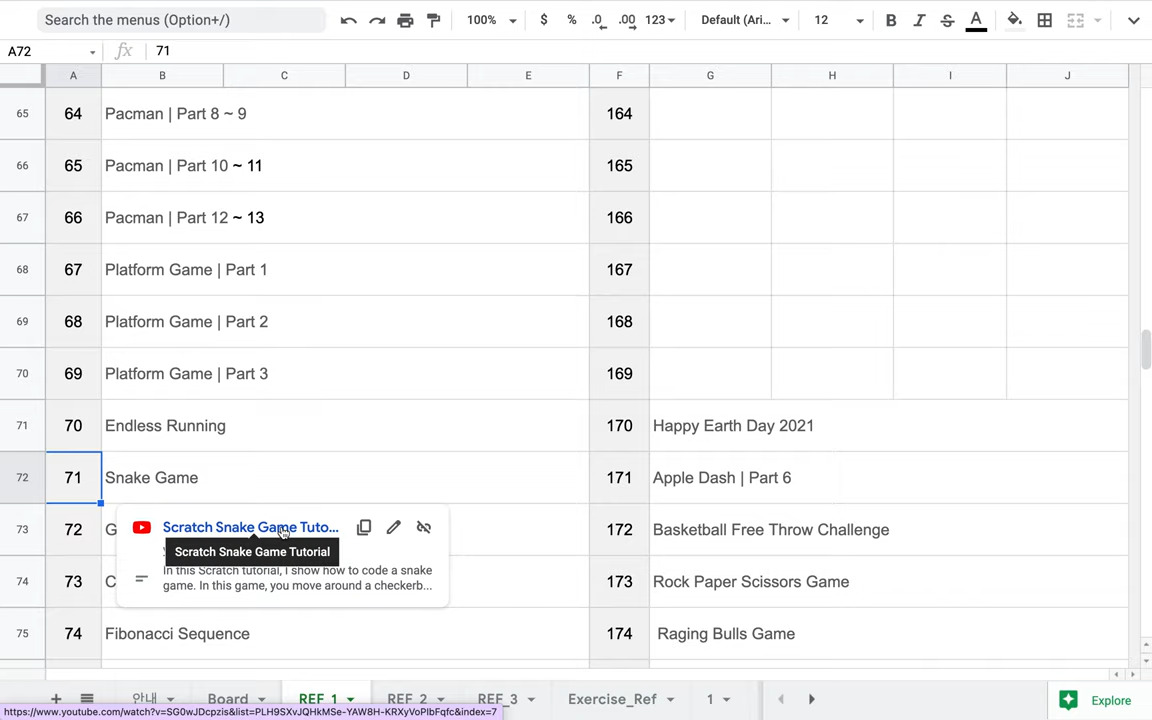 Search the menus (Option+/)
100%
$ % .0 .00 123
Default (Ari...
12
B I S A
A72
fx 71
A B C D E F G H I J
65 64 Pacman | Part 8 ~ 9 164
66 65 Pacman | Part 10 ~ 11 165
67 66 Pacman | Part 12 ~ 13 166
68 67 Platform Game | Part 1 167
69 68 Platform Game | Part 2 168
70 69 Platform Game | Part 3 169
71 70 Endless Running 170 Happy Earth Day 2021
72 71 Snake Game 171 Apple Dash | Part 6
73 72 G 172 Basketball Free Throw Challenge
Scratch Snake Game Tuto...
Scratch Snake Game Tutorial
In this Scratch tutorial, I show how to code a snake
game. In this game, you move around a checkerb...
74 73 C 173 Rock Paper Scissors Game
75 74 Fibonacci Sequence 174 Raging Bulls Game
안내 Board REF_1 REF_2 REF_3 Exercise_Ref 1 Explore
https://www.youtube.com/watch?v=SG0wJDcpzis&list=PLH9SXvJQHkMSe-YAW8H-KRXyVoPIbFqfc&index=7